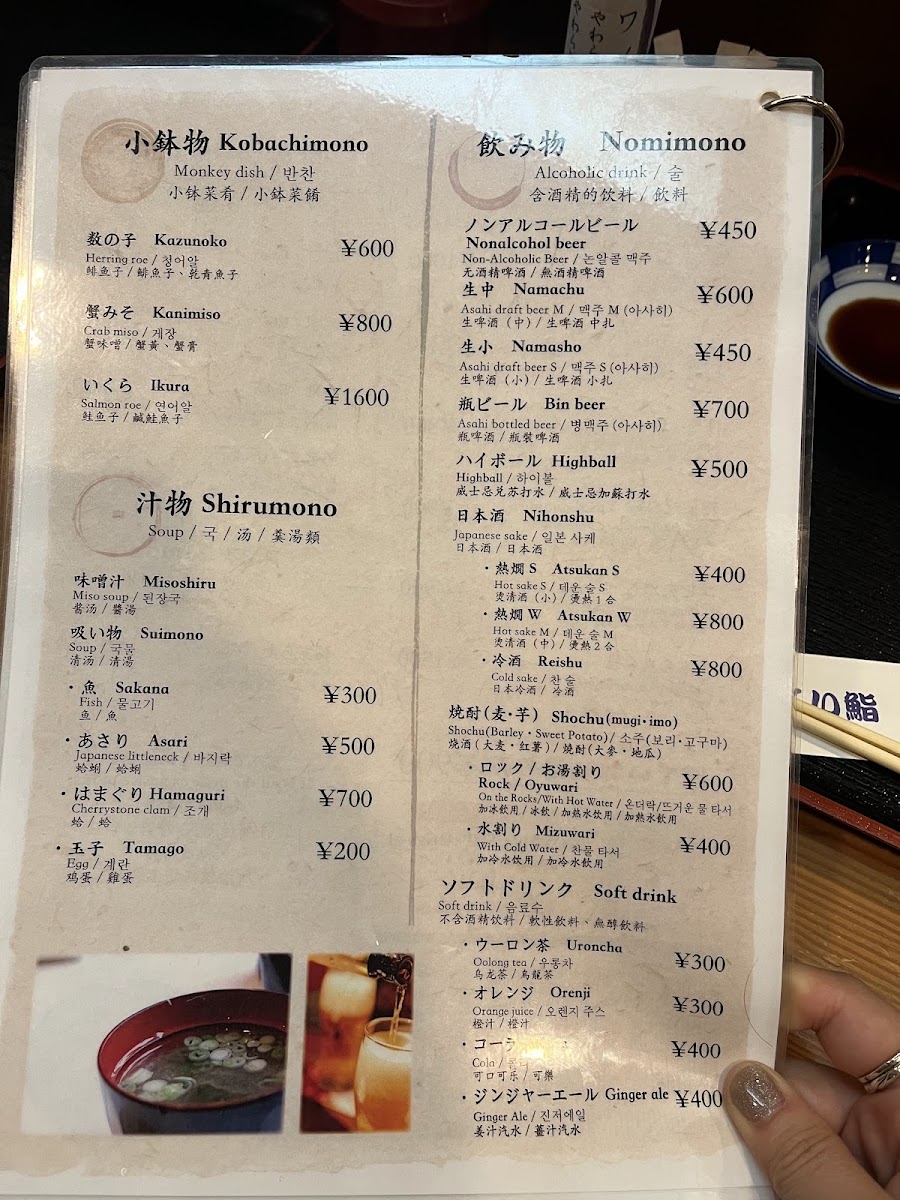 小鉢物 Kobachimono
Monkey dish / 반찬
小钵菜肴 / 小鉢菜餚
数の子 Kazunoko ¥600
Herring roe / 청어알
鲱鱼子 / 鯡魚子、乾青魚子
蟹みそ Kanimiso ¥800
Crab miso / 게장
蟹味噌 / 蟹黃、蟹膏
いくら Ikura ¥1600
Salmon roe / 연어알
鲑鱼子 / 鹹鮭魚子
汁物 Shirumono
Soup / 국 / 汤 / 羹湯類
味噌汁 Misoshiru
Miso soup / 된장국
酱汤 / 醬湯
吸い物 Suimono
Soup / 국물
清汤 / 清湯
・魚 Sakana ¥300
Fish / 물고기
鱼 / 魚
・あさり Asari ¥500
Japanese littleneck / 바지락
蛤蜊 / 蛤蜊
・はまぐり Hamaguri ¥700
Cherrystone clam / 조개
蛤 / 蛤
・玉子 Tamago ¥200
Egg / 계란
鸡蛋 / 雞蛋
飲み物 Nomimono
Alcoholic drink / 술
含酒精的饮料 / 飲料
ノンアルコールビール ¥450
Nonalcohol beer
Non-Alcoholic Beer / 논알콜 맥주
无酒精啤酒 / 無酒精啤酒
生中 Namachu ¥600
Asahi draft beer M / 맥주 M (아사히)
生啤酒（中）/ 生啤酒 中扎
生小 Namasho ¥450
Asahi draft beer S / 맥주 S (아사히)
生啤酒（小）/ 生啤酒 小扎
瓶ビール Bin beer ¥700
Asahi bottled beer / 병맥주 (아사히)
瓶啤酒 / 瓶裝啤酒
ハイボール Highball ¥500
Highball / 하이볼
威士忌兑苏打水 / 威士忌加蘇打水
日本酒 Nihonshu
Japanese sake / 일본 사케
日本酒 / 日本酒
・熱燗 S Atsukan S ¥400
Hot sake S / 데운 술 S
烫清酒（小）/ 燙熱１合
・熱燗 W Atsukan W ¥800
Hot sake M / 데운 술 M
烫清酒（中）/ 燙熱２合
・冷酒 Reishu ¥800
Cold sake / 찬 술
日本冷酒 / 冷酒
焼酎(麦・芋) Shochu(mugi・imo)
Shochu(Barley・Sweet Potato)/ 소주(보리・고구마)
烧酒（大麦・红薯）/ 燒酎(大麥・地瓜)
・ロック / お湯割り ¥600
Rock / Oyuwari
On the Rocks/With Hot Water / 온더락/뜨거운 물 타서
加冰饮用 / 冰飲 / 加熱水饮用 / 加熱水飲用
・水割り Mizuwari ¥400
With Cold Water / 찬물 타서
加冷水饮用 / 加冷水飲用
ソフトドリンク Soft drink
Soft drink / 음료수
不含酒精饮料 / 軟性飲料、無醇飲料
・ウーロン茶 Uroncha ¥300
Oolong tea / 우롱차
乌龙茶 / 烏龍茶
・オレンジ Orenji ¥300
Orange juice / 오렌지 주스
橙汁 / 橙汁
・コーラ ¥400
Cola /
可口可乐 / 可樂
・ジンジャーエール Ginger ale ¥400
Ginger Ale / 진저에일
姜汁汽水 / 薑汁汽水
鮨